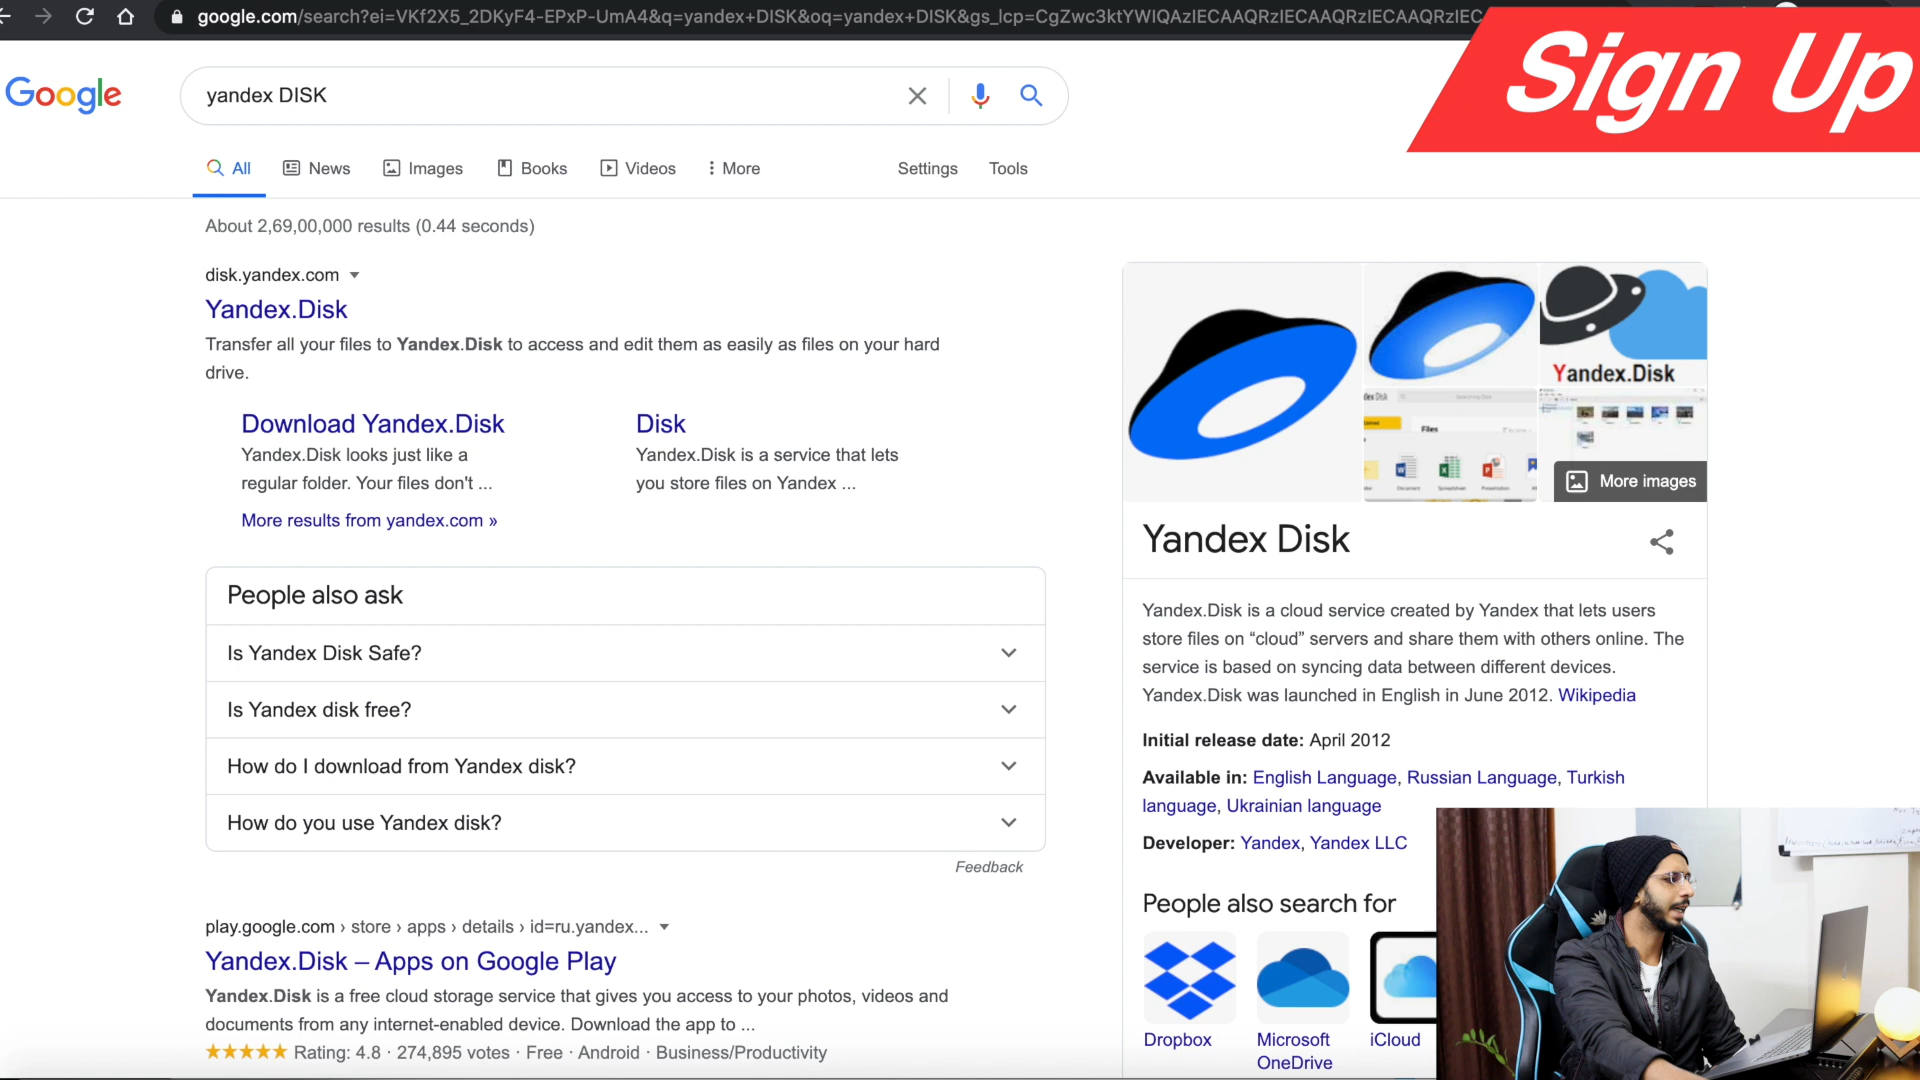 google.com/search?ei=VKf2X5_2DKyF4-EPxP-UmA4&q=yandex+DISK&oq=yandex+DISK&gs_lcp=CgZwc3ktYWIQAzIECAAQRzIECAAQRzIECAAQRzIEC
Sign Up
Google
yandex DISK
All News Images Books Videos More Settings Tools
About 2,69,00,000 results (0.44 seconds)
disk.yandex.com
Yandex.Disk
Transfer all your files to Yandex.Disk to access and edit them as easily as files on your hard
drive.
Download Yandex.Disk
Yandex.Disk looks just like a
regular folder. Your files don't ...
Disk
Yandex.Disk is a service that lets
you store files on Yandex ...
More results from yandex.com »
People also ask
Is Yandex Disk Safe?
Is Yandex disk free?
How do I download from Yandex disk?
How do you use Yandex disk?
Feedback
play.google.com › store › apps › details › id=ru.yandex...
Yandex.Disk – Apps on Google Play
Yandex.Disk is a free cloud storage service that gives you access to your photos, videos and
documents from any internet-enabled device. Download the app to ...
Rating: 4.8 · 274,895 votes · Free · Android · Business/Productivity
Yandex.Disk
Files
More images
Yandex Disk
Yandex.Disk is a cloud service created by Yandex that lets users
store files on “cloud” servers and share them with others online. The
service is based on syncing data between different devices.
Yandex.Disk was launched in English in June 2012. Wikipedia
Initial release date: April 2012
Available in: English Language, Russian Language, Turkish
language, Ukrainian language
Developer: Yandex, Yandex LLC
People also search for
Dropbox
Microsoft
OneDrive
iCloud